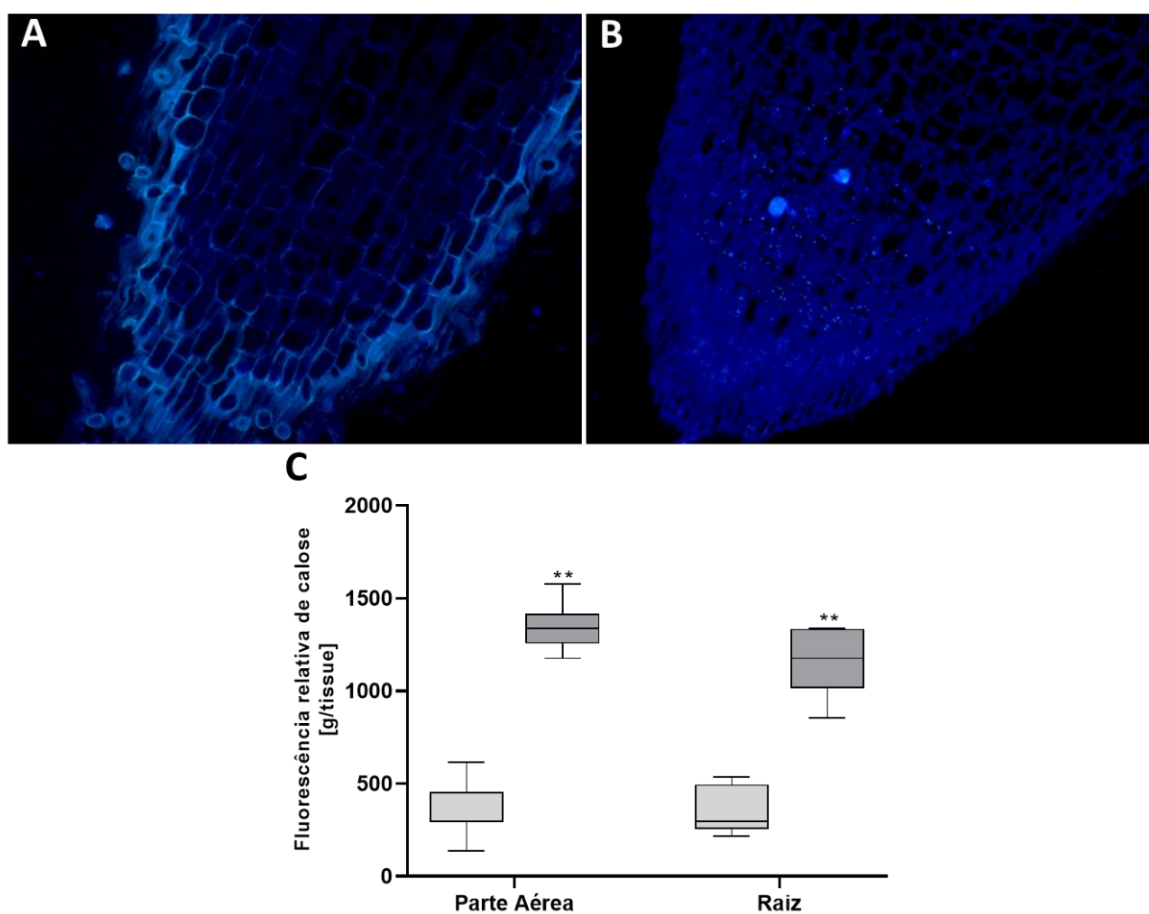 A
B
C
Fluorescência relativa de calose
[g/tissue]
2000
1500
1000
500
0
**
**
Parte Aérea
Raiz